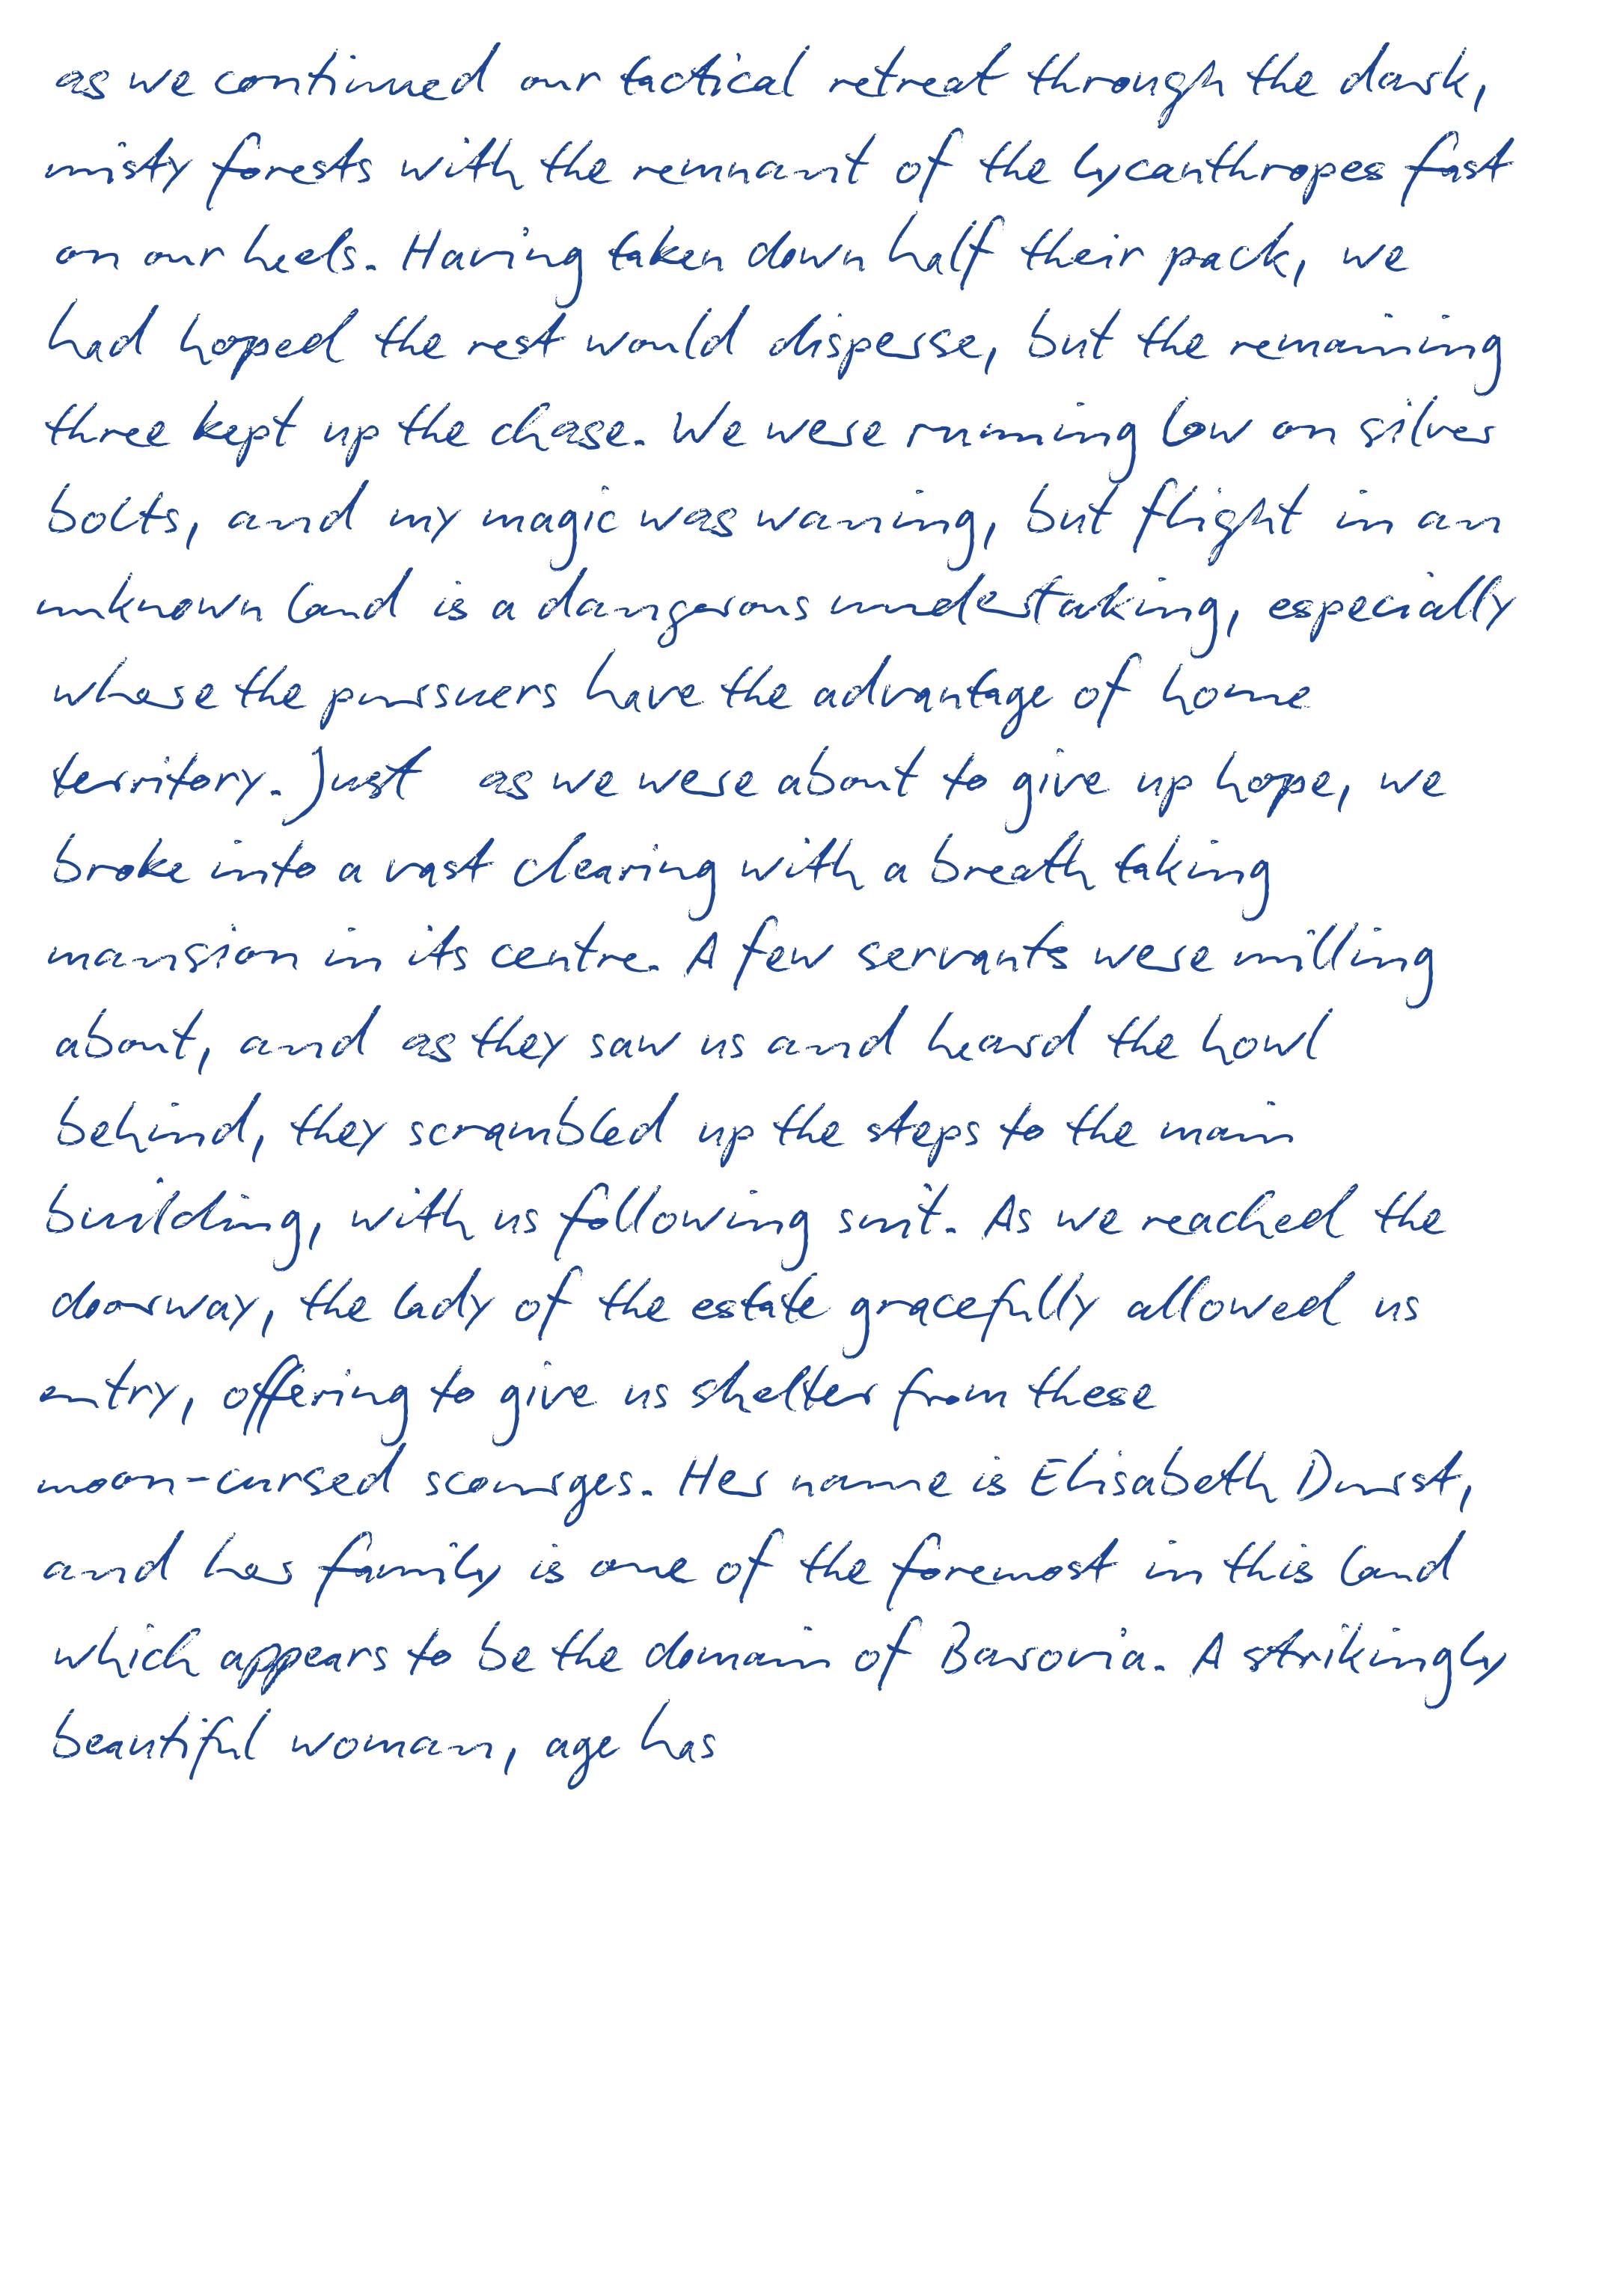 as we continued our tactical retreat through the dark,
misty forests with the remnant of the lycanthropes fast
on our heels. Having taken down half their pack, we
had hoped the rest would disperse, but the remaining
three kept up the chase. We were running low on silver
bolts, and my magic was waning, but flight in an
unknown land is a dangerous undertaking, especially
where the pursuers have the advantage of home
territory. Just as we were about to give up hope, we
broke into a vast clearing with a breath taking
mansion in its centre. A few servants were milling
about, and as they saw us and heard the howl
behind, they scrambled up the steps to the main
building, with us following suit. As we reached the
doorway, the lady of the estate gracefully allowed us
entry, offering to give us shelter from these
moon-cursed scourges. Her name is Elisabeth Durst,
and her family is one of the foremost in this land
which appears to be the domain of Barovia. A strikingly
beautiful woman, age has